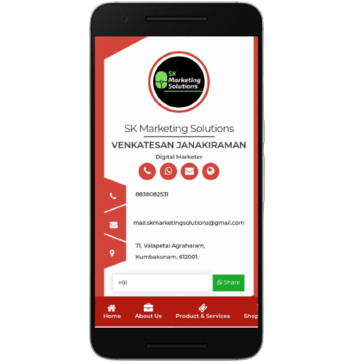 SK
Marketing
Solutions
SK Marketing Solutions
VENKATESAN JANAKIRAMAN
Digital Marketer
8838082531
mail.skmarketingsolutions@gmail.com
71, Valapetai Agraharam,
Kumbakonam. 612001.
+91
Share
Home About Us Product & Services Shop